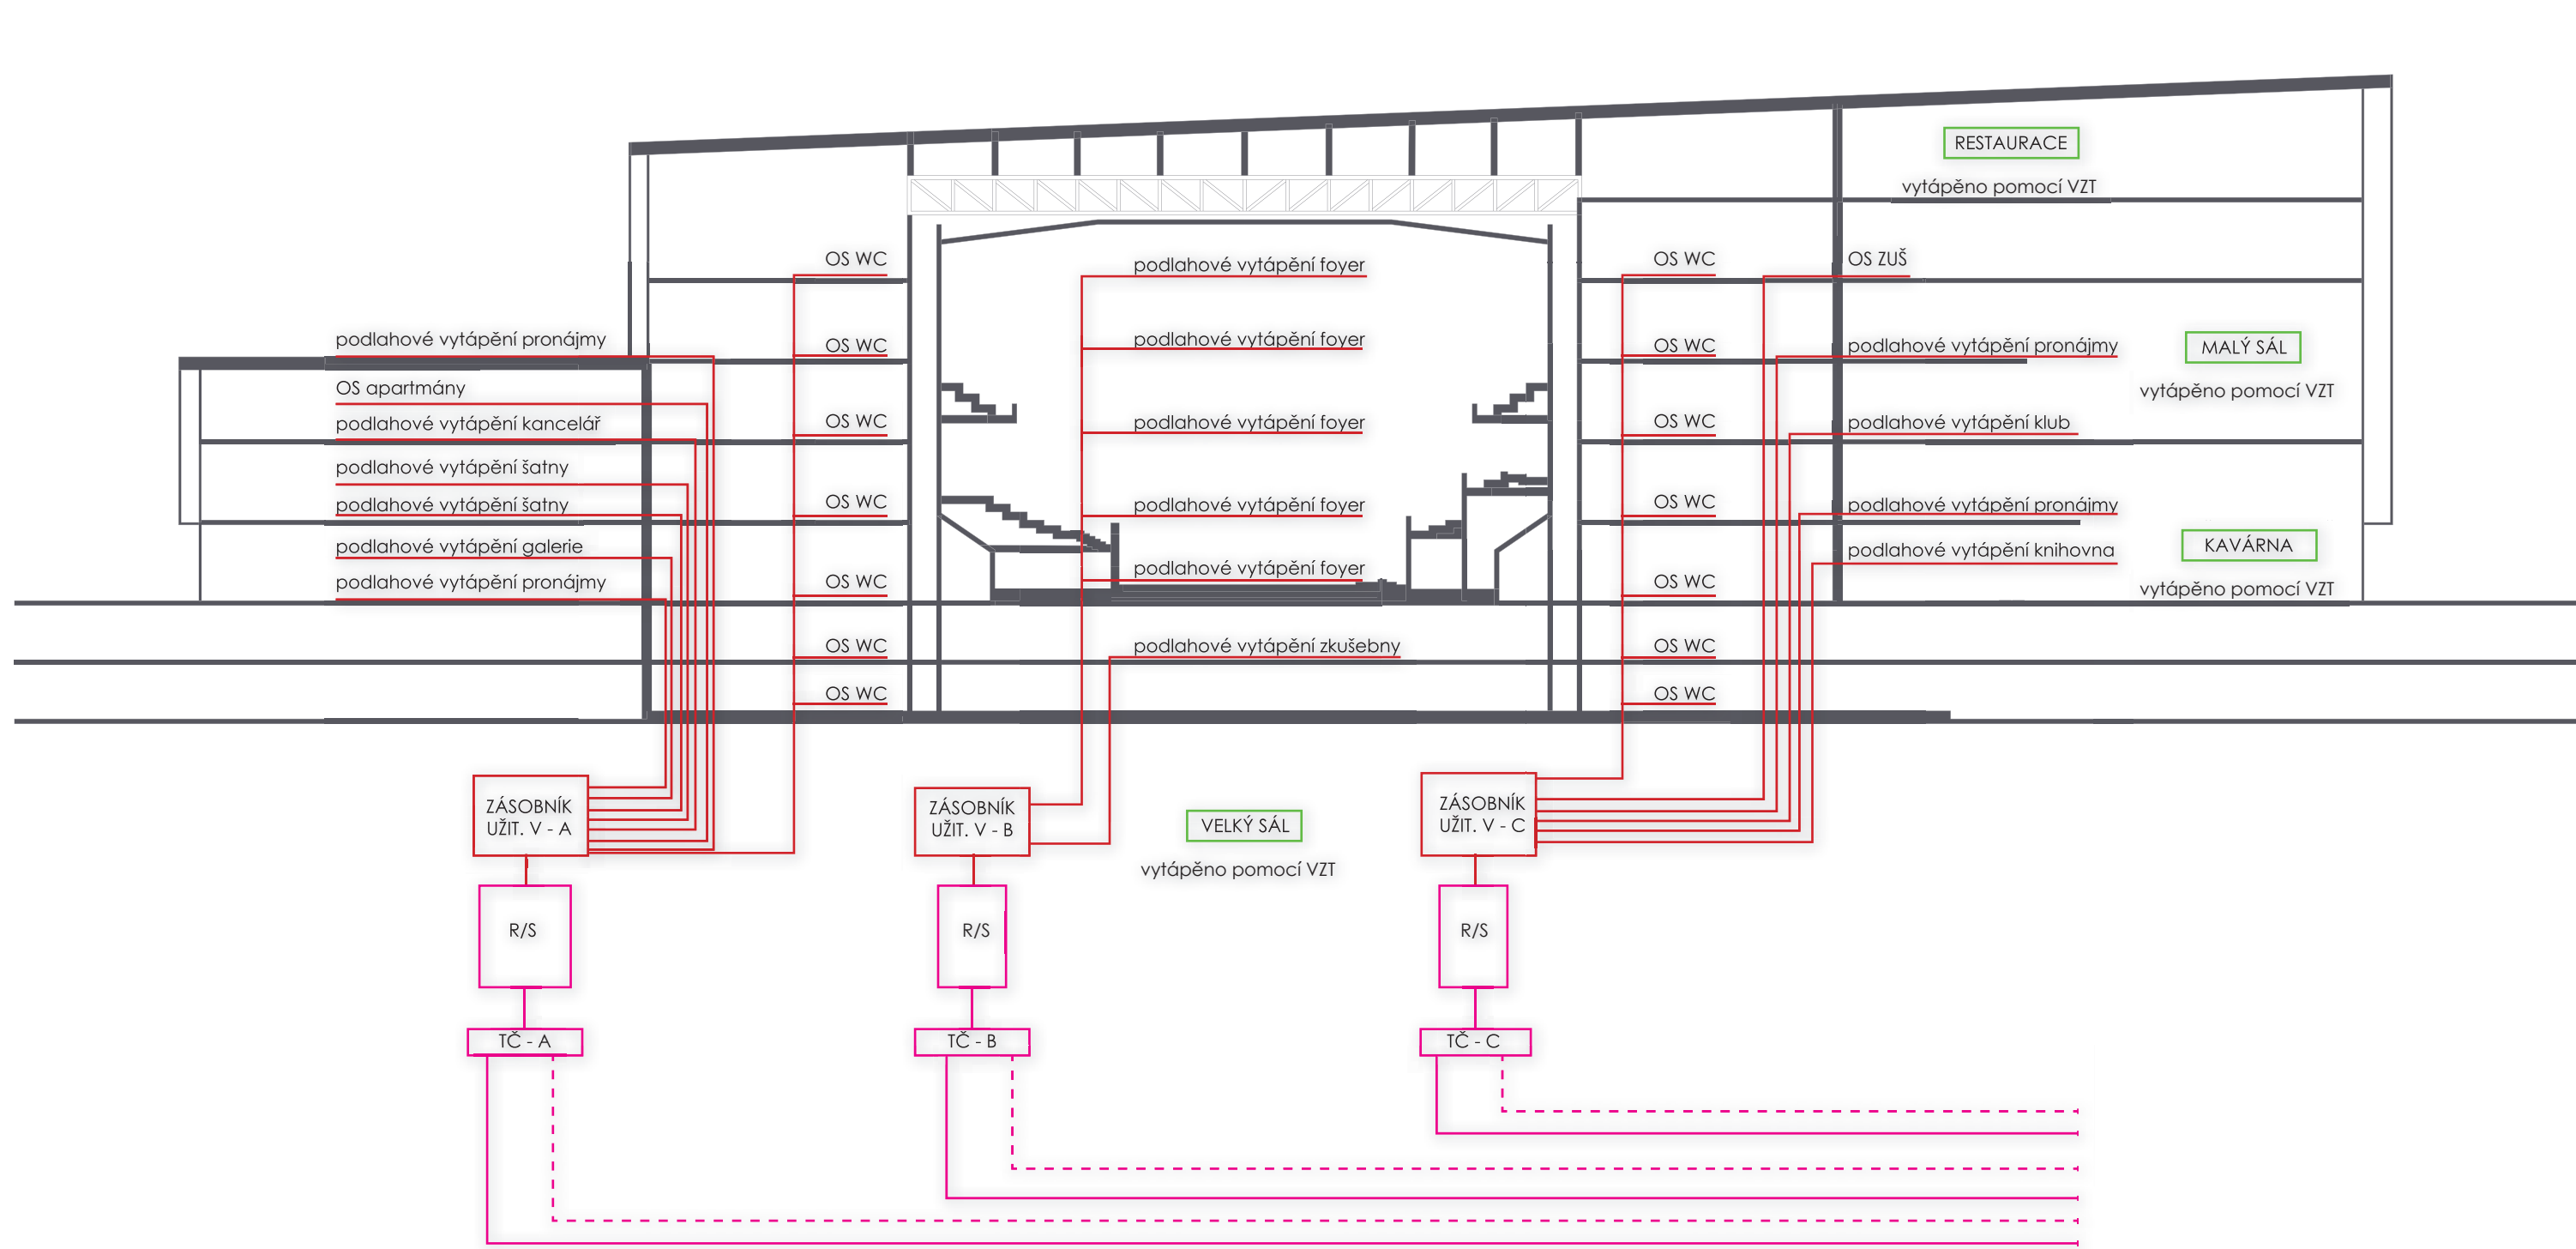 RESTAURACE
vytápěno pomocí VZT
OS WC
podlahové vytápění foyer
OS WC
OS ZUŠ
podlahové vytápění pronájmy
OS WC
podlahové vytápění foyer
OS WC
podlahové vytápění pronájmy
MALÝ SÁL
OS apartmány
vytápěno pomocí VZT
podlahové vytápění kancelář
OS WC
podlahové vytápění foyer
OS WC
podlahové vytápění klub
podlahové vytápění šatny
podlahové vytápění šatny
OS WC
podlahové vytápění foyer
OS WC
podlahové vytápění pronájmy
podlahové vytápění galerie
podlahové vytápění knihovna
KAVÁRNA
podlahové vytápění pronájmy
OS WC
podlahové vytápění foyer
OS WC
vytápěno pomocí VZT
OS WC
podlahové vytápění zkušebny
OS WC
OS WC
OS WC
ZÁSOBNÍK
UŽIT. V - A
ZÁSOBNÍK
UŽIT. V - B
VELKÝ SÁL
vytápěno pomocí VZT
ZÁSOBNÍK
UŽIT. V - C
R/S
R/S
R/S
TČ - A
TČ - B
TČ - C